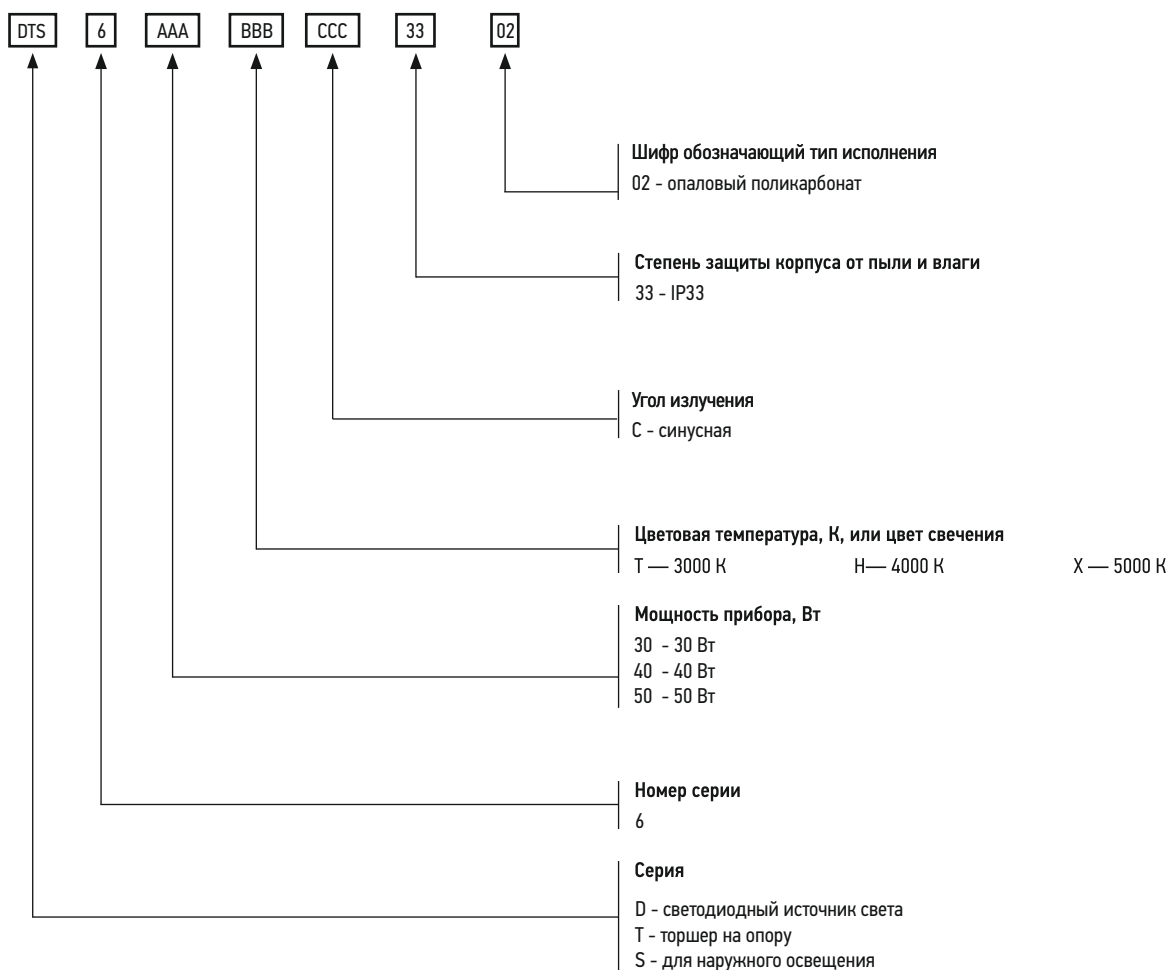 DTS 6 AAA BBB CCC 33 02
Шифр обозначающий тип исполнения
02 - опаловый поликарбонат
Степень защиты корпуса от пыли и влаги
33 - IP33
Угол излучения
С - синусная
Цветовая температура, К, или цвет свечения
Т — 3000 К Н— 4000 К Х — 5000 К
Мощность прибора, Вт
30 - 30 Вт
40 - 40 Вт
50 - 50 Вт
Номер серии
6
Серия
D - светодиодный источник света
T - торшер на опору
S - для наружного освещения